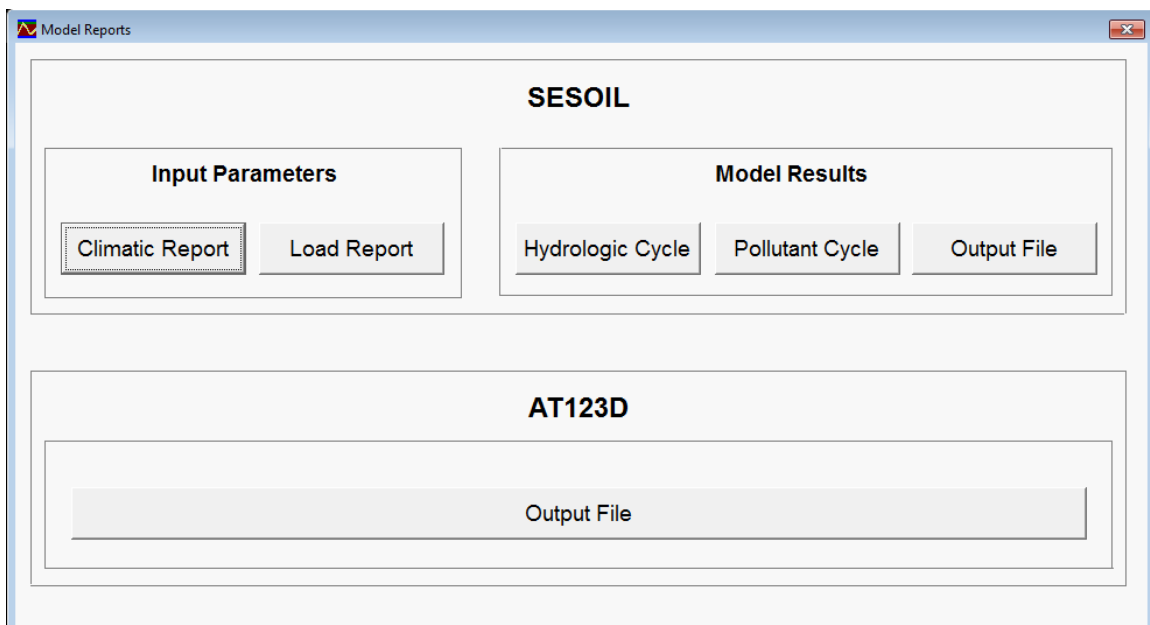 Model Reports
SESOIL
Input Parameters
Climatic Report
Load Report
Model Results
Hydrologic Cycle
Pollutant Cycle
Output File
AT123D
Output File